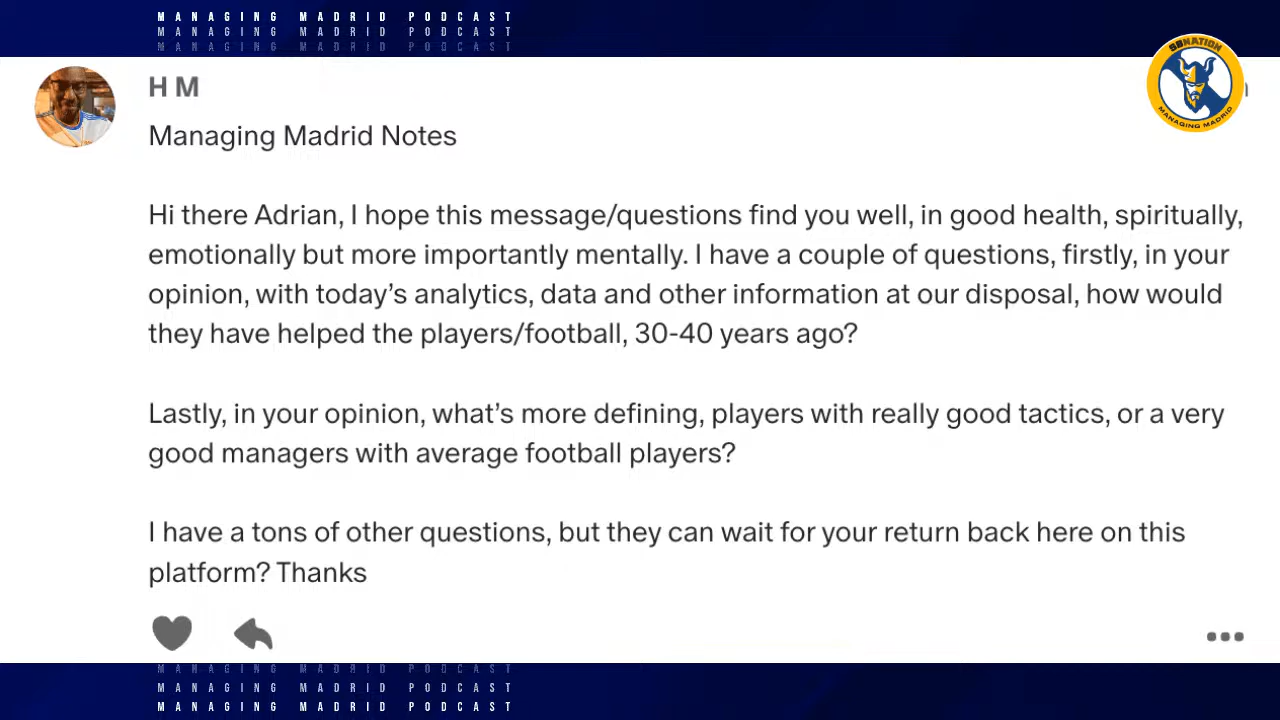 MANAGING MADRID PODCAST
MANAGING MADRID PODCAST
MANAGING MADRID PODCAST
SBNATION
MANAGING MADRID
H M
Managing Madrid Notes
Hi there Adrian, I hope this message/questions find you well, in good health, spiritually,
emotionally but more importantly mentally. I have a couple of questions, firstly, in your
opinion, with today’s analytics, data and other information at our disposal, how would
they have helped the players/football, 30-40 years ago?
Lastly, in your opinion, what’s more defining, players with really good tactics, or a very
good managers with average football players?
I have a tons of other questions, but they can wait for your return back here on this
platform? Thanks
MANAGING MADRID PODCAST
MANAGING MADRID PODCAST
MANAGING MADRID PODCAST